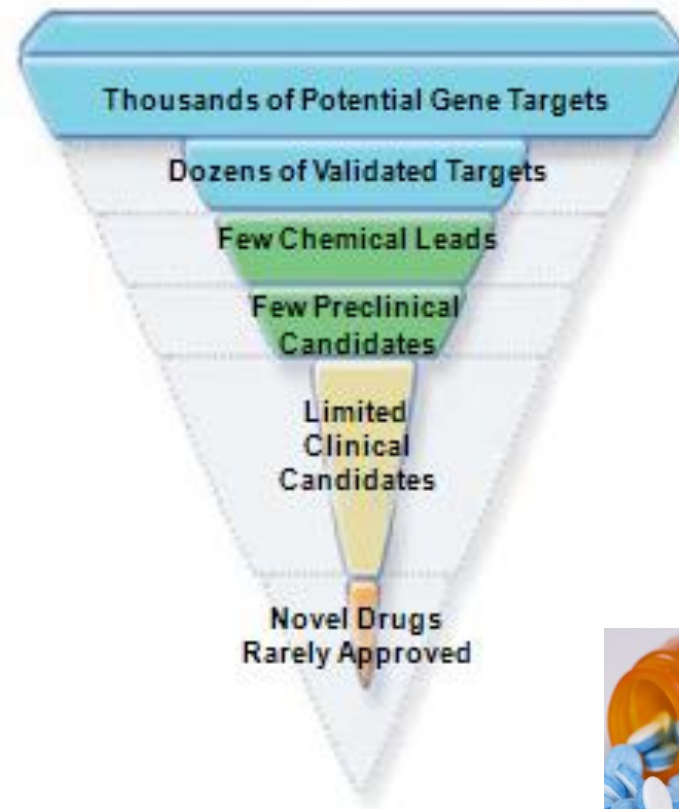 Thousands of Potential Gene Targets
Dozens of Validated Targets
Few Chemical Leads
Few Preclinical
Candidates
Limited
Clinical
Candidates
Novel Drugs
Rarely Approved